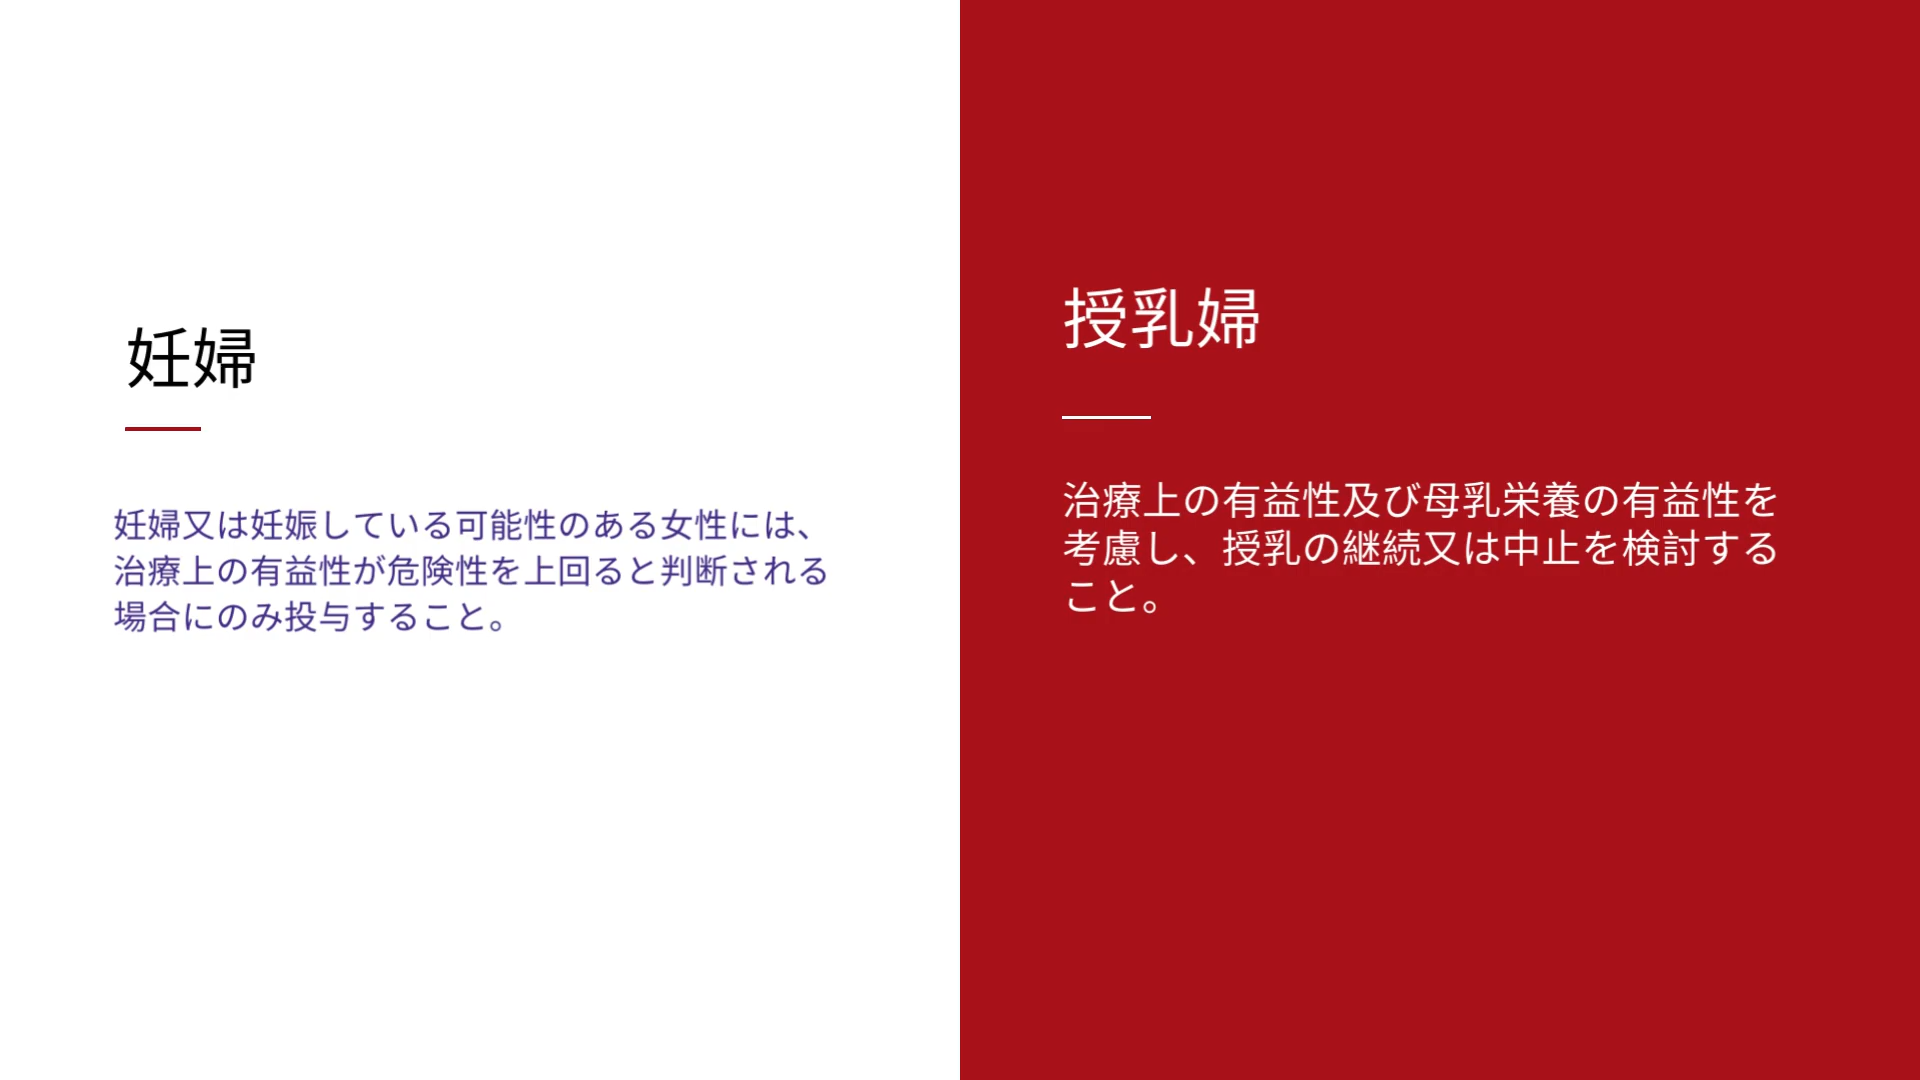 妊婦
妊婦又は妊娠している可能性のある女性には、
治療上の有益性が危険性を上回ると判断される
場合にのみ投与すること。
授乳婦
治療上の有益性及び母乳栄養の有益性を
考慮し、授乳の継続又は中止を検討する
こと。